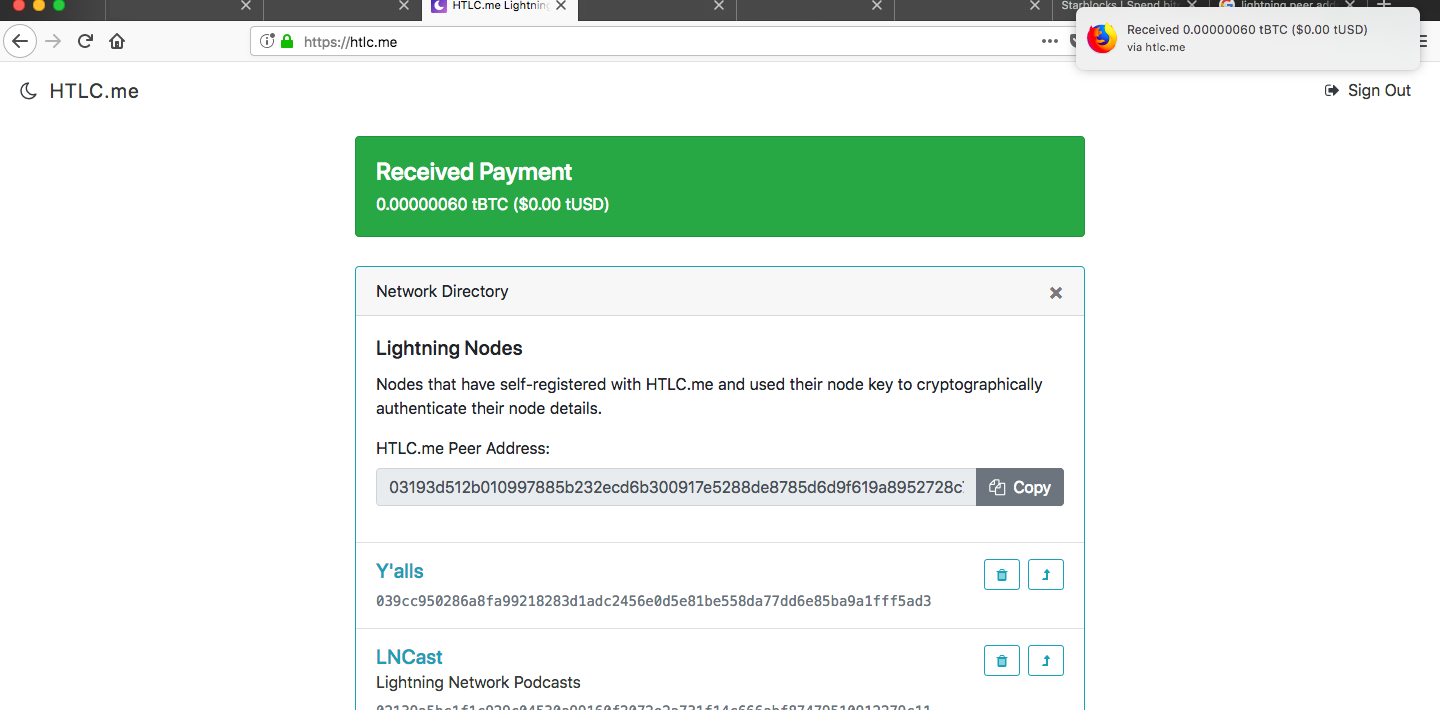 HTLC.me Lightning
Starblocks | Spend bit
lightning peer add
https://htlc.me
Received 0.00000060 tBTC ($0.00 tUSD)
via htlc.me
HTLC.me
Sign Out
Received Payment
0.00000060 tBTC ($0.00 tUSD)
Network Directory
Lightning Nodes
Nodes that have self-registered with HTLC.me and used their node key to cryptographically
authenticate their node details.
HTLC.me Peer Address:
03193d512b010997885b232ecd6b300917e5288de8785d6d9f619a8952728c
Copy
Y'alls
039cc950286a8fa99218283d1adc2456e0d5e81be558da77dd6e85ba9a1fff5ad3
LNCast
Lightning Network Podcasts